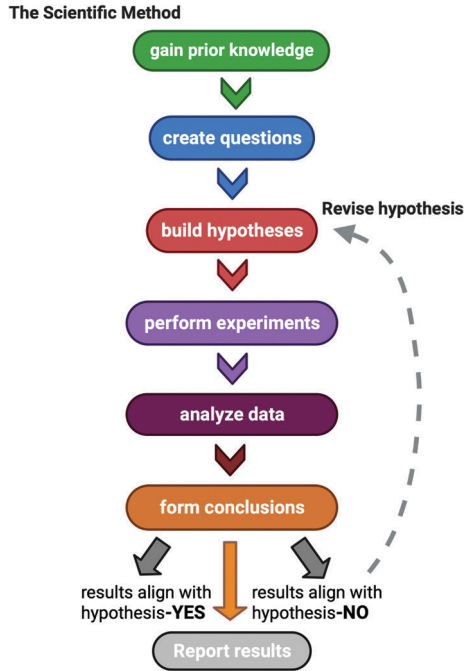 The Scientific Method
gain prior knowledge
create questions
Revise hypothesis
build hypotheses
perform experiments
analyze data
form conclusions
results align with
hypothesis-YES
results align with
hypothesis-NO
Report results